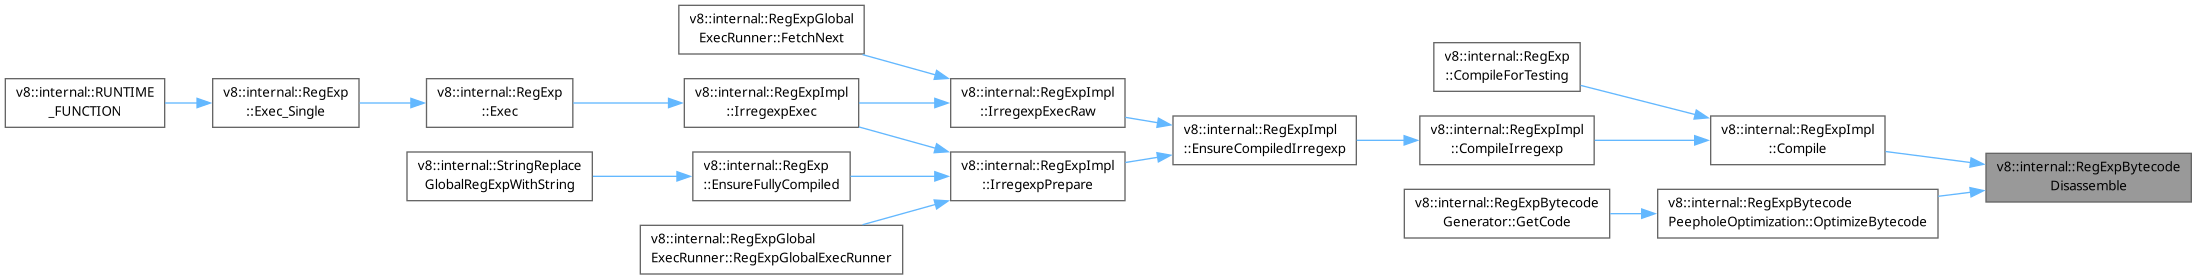 v8::internal::RegExpGlobal
ExecRunner::FetchNext
v8::internal::RegExp
::CompileForTesting
v8::internal::RUNTIME
_FUNCTION
v8::internal::RegExp
::Exec_Single
v8::internal::RegExp
::Exec
v8::internal::RegExpImpl
::IrregexpExec
v8::internal::RegExpImpl
::IrregexpExecRaw
v8::internal::RegExpImpl
::EnsureCompiledIrregexp
v8::internal::RegExpImpl
::CompileIrregexp
v8::internal::RegExpImpl
::Compile
v8::internal::StringReplace
GlobalRegExpWithString
v8::internal::RegExp
::EnsureFullyCompiled
v8::internal::RegExpImpl
::IrregexpPrepare
v8::internal::RegExpBytecode
Disassemble
v8::internal::RegExpBytecode
Generator::GetCode
v8::internal::RegExpBytecode
PeepholeOptimization::OptimizeBytecode
v8::internal::RegExpGlobal
ExecRunner::RegExpGlobalExecRunner